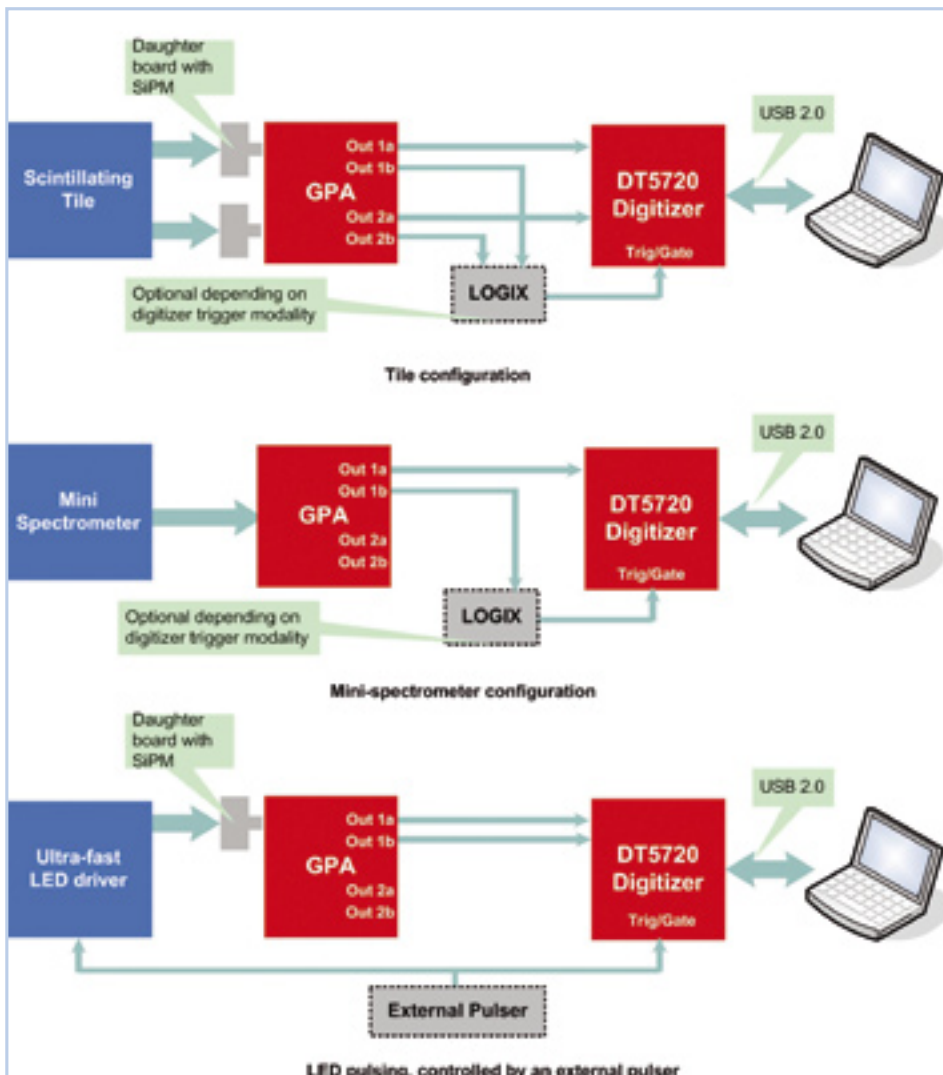 Daughter
board with
SiPM
USB 2.0
Scintillating
Tile
GPA
Out 1a
Out 1b
Out 2a
Out 2b
DT5720
Digitizer
Trig/Gate
LOGIX
Optional depending on
digitizer trigger modality
Tile configuration
USB 2.0
Mini
Spectrometer
GPA
Out 1a
Out 1b
Out 2a
Out 2b
DT5720
Digitizer
Trig/Gate
LOGIX
Optional depending on
digitizer trigger modality
Mini-spectrometer configuration
Daughter
board with
SiPM
USB 2.0
Ultra-fast
LED driver
GPA
Out 1a
Out 1b
Out 2a
Out 2b
DT5720
Digitizer
Trig/Gate
External Pulser
LED pulsing, controlled by an external pulser